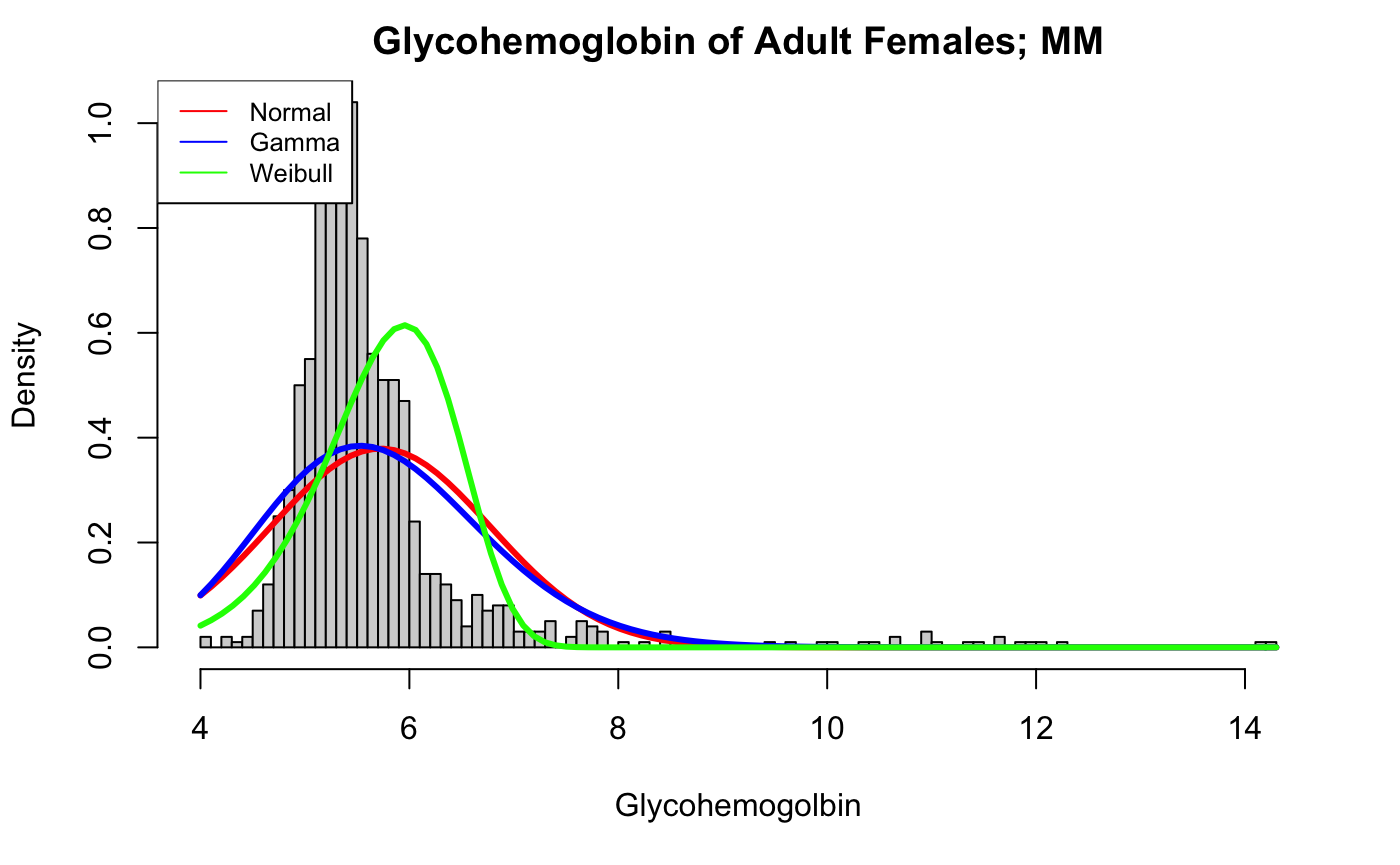 Glycohemoglobin of Adult Females; MM
Normal
Gamma
Weibull
Density
1.0
0.8
0.6
0.4
0.2
0.0
4 6 8 10 12 14
Glycohemogolbin